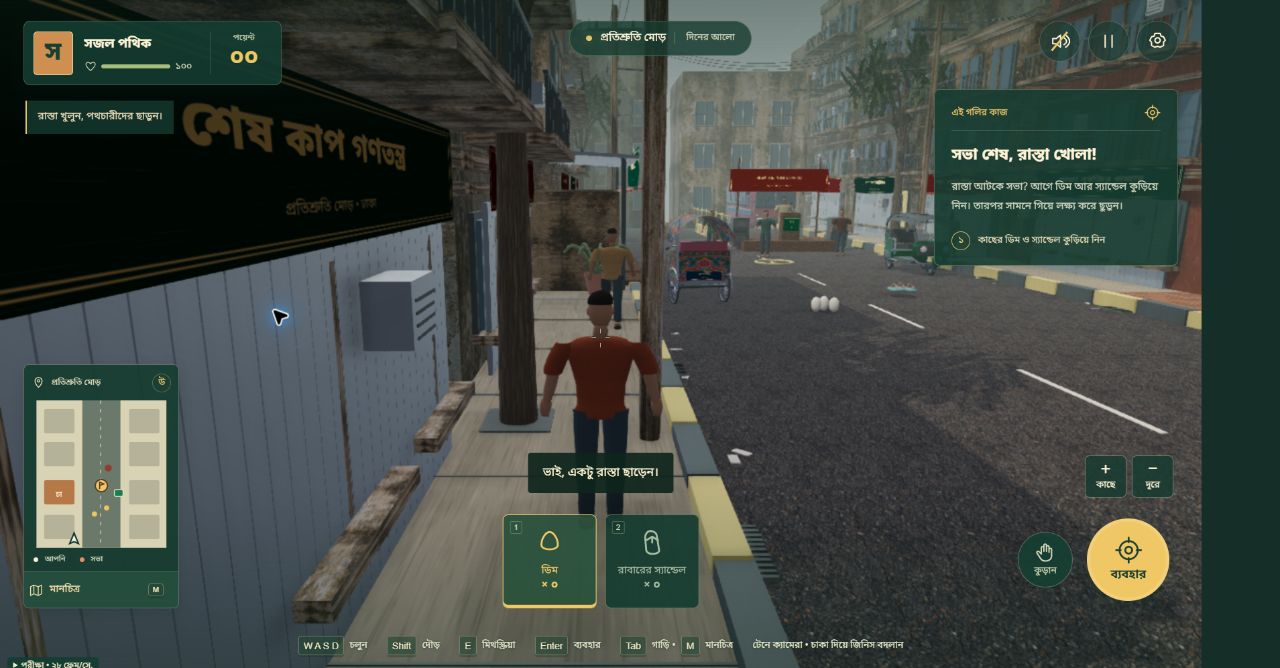 স
সজল পথিক
১০০
পয়েন্ট
০০
প্রতিশ্রুতি মোড়
দিনের আলো
রাস্তা খুলুন, পথচারীদের ছাড়ুন।
শেষ কাপ গণতন্ত্র
প্রতিশ্রুতি মোড় • ঢাকা
এই গলির কাজ
সভা শেষ, রাস্তা খোলা!
রাস্তা আটকে সভা? আগে ডিম আর স্যান্ডেল কুড়িয়ে
নিন। তারপর সামনে গিয়ে লক্ষ্য করে ছুড়ুন।
১ কাছের ডিম ও স্যান্ডেল কুড়িয়ে নিন
প্রতিশ্রুতি মোড়
উ
চা
আপনি
সভা
মানচিত্র
M
ভাই, একটু রাস্তা ছাড়েন।
1
ডিম
× ০
2
রাবারের স্যান্ডেল
× ০
+
কাছে
−
দূরে
কুড়ান
ব্যবহার
W A S D চলুন Shift দৌড় E মিথস্ক্রিয়া Enter ব্যবহার Tab গাড়ি • M মানচিত্র টেনে ক্যামেরা • চাকা দিয়ে জিনিস বদলান
▶ পরীক্ষা • ২৮ ফ্রেম/সে.